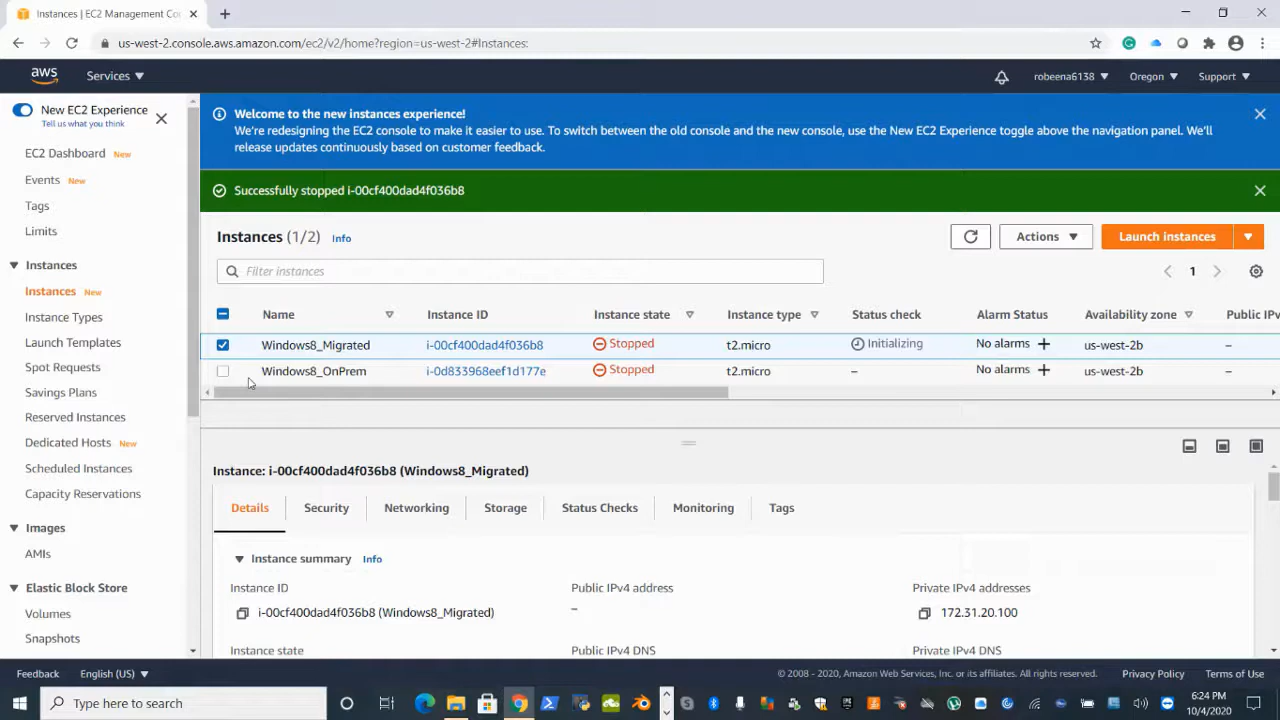 Instances | EC2 Management Co
us-west-2.console.aws.amazon.com/ec2/v2/home?region=us-west-2#Instances:
aws Services robeena6138 Oregon Support
New EC2 Experience
Tell us what you think
EC2 Dashboard New
Events New
Tags
Limits
Instances
Instances New
Instance Types
Launch Templates
Spot Requests
Savings Plans
Reserved Instances
Dedicated Hosts New
Scheduled Instances
Capacity Reservations
Images
AMIs
Elastic Block Store
Volumes
Snapshots
Welcome to the new instances experience!
We're redesigning the EC2 console to make it easier to use. To switch between the old console and the new console, use the New EC2 Experience toggle above the navigation panel. We'll
release updates continuously based on customer feedback.
Successfully stopped i-00cf400dad4f036b8
Instances (1/2) Info Actions Launch instances
Filter instances 1
Name Instance ID Instance state Instance type Status check Alarm Status Availability zone Public IPv
Windows8_Migrated i-00cf400dad4f036b8 Stopped t2.micro Initializing No alarms + us-west-2b –
Windows8_OnPrem i-0d833968eef1d177e Stopped t2.micro – No alarms + us-west-2b –
Instance: i-00cf400dad4f036b8 (Windows8_Migrated)
Details Security Networking Storage Status Checks Monitoring Tags
Instance summary Info
Instance ID Public IPv4 address Private IPv4 addresses
i-00cf400dad4f036b8 (Windows8_Migrated) – 172.31.20.100
Instance state Public IPv4 DNS Private IPv4 DNS
Feedback English (US) © 2008 - 2020, Amazon Web Services, Inc. or its affiliates. All rights reserved. Privacy Policy Terms of Use
Type here to search
6:24 PM
10/4/2020